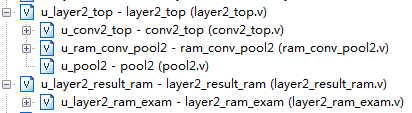 u_layer2_top - layer2_top (layer2_top.v)
u_conv2_top - conv2_top (conv2_top.v)
u_ram_conv_pool2 - ram_conv_pool2 (ram_conv_pool2.v)
u_pool2 - pool2 (pool2.v)
u_layer2_result_ram - layer2_result_ram (layer2_result_ram.v)
u_layer2_ram_exam - layer2_ram_exam (layer2_ram_exam.v)